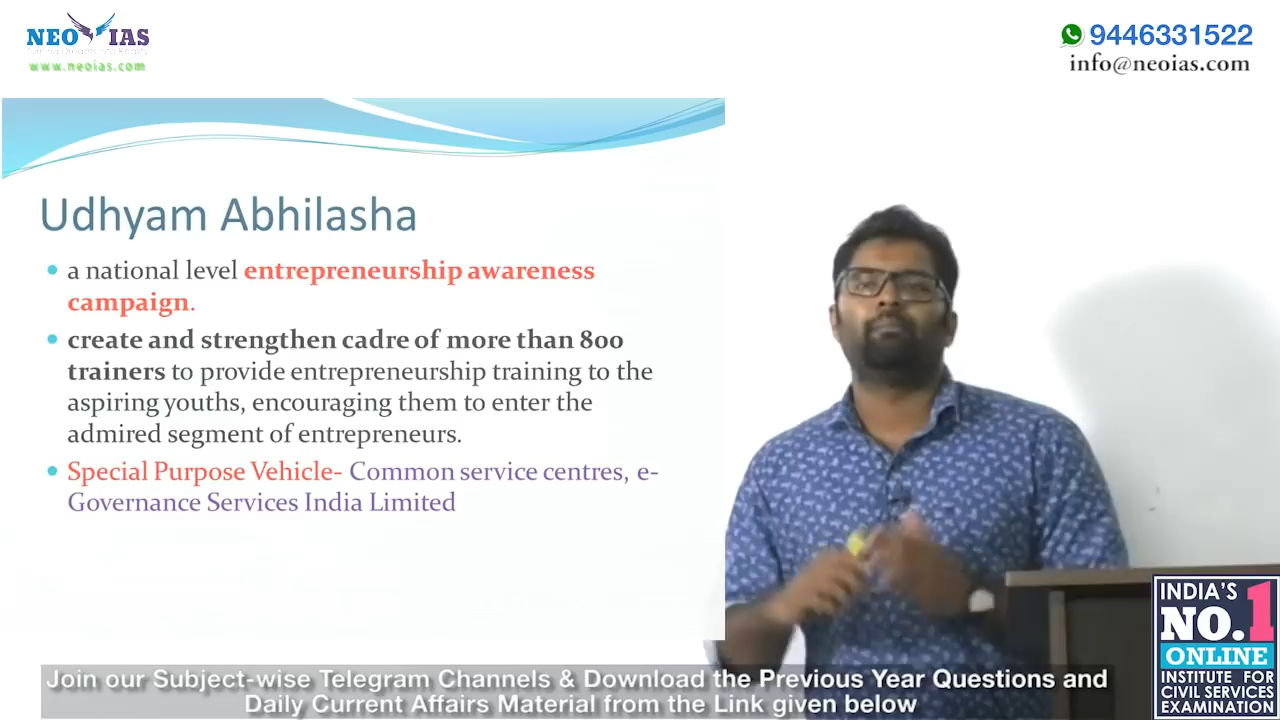 NEO IAS
www.neoias.com
9446331522
info@neoias.com
Udhyam Abhilasha
a national level entrepreneurship awareness
campaign.
create and strengthen cadre of more than 800
trainers to provide entrepreneurship training to the
aspiring youths, encouraging them to enter the
admired segment of entrepreneurs.
Special Purpose Vehicle- Common service centres, e-
Governance Services India Limited
INDIA'S
NO.1
ONLINE
INSTITUTE FOR
CIVIL SERVICES
EXAMINATION
Join our Subject-wise Telegram Channels & Download the Previous Year Questions and
Daily Current Affairs Material from the Link given below